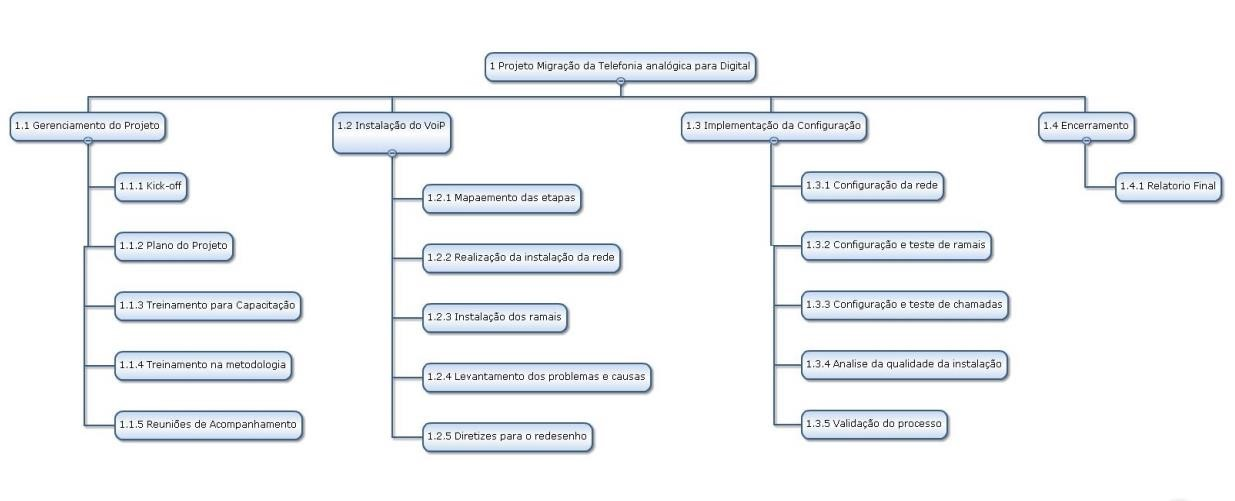 1 Projeto Migração da Telefonia analógica para Digital
1.1 Gerenciamento do Projeto
1.1.1 Kick-off
1.1.2 Plano do Projeto
1.1.3 Treinamento para Capacitação
1.1.4 Treinamento na metodologia
1.1.5 Reuniões de Acompanhamento
1.2 Instalação do VoiP
1.2.1 Mapaemento das etapas
1.2.2 Realização da instalação da rede
1.2.3 Instalação dos ramais
1.2.4 Levantamento dos problemas e causas
1.2.5 Diretizes para o redesenho
1.3 Implementação da Configuração
1.3.1 Configuração da rede
1.3.2 Configuração e teste de ramais
1.3.3 Configuração e teste de chamadas
1.3.4 Analise da qualidade da instalação
1.3.5 Validação do processo
1.4 Encerramento
1.4.1 Relatorio Final